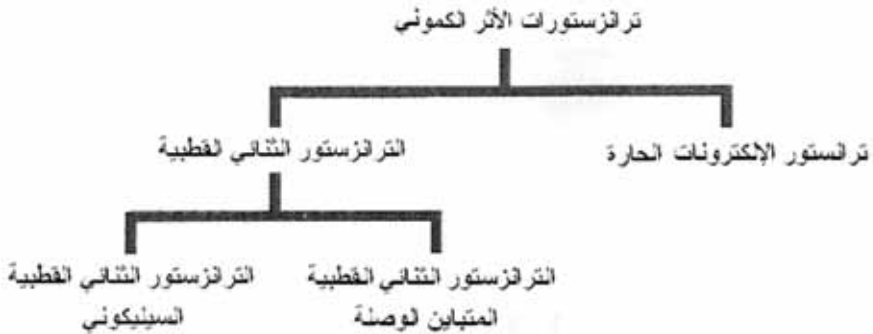 ترانزستورات الأثر الكموني
ترانستور الإلكترونات الحارة
الترانزستور الثنائي القطبية
الترانزستور الثنائي القطبية
المتباين الوصلة
الترانزستور الثنائي القطبية
السيليكوني